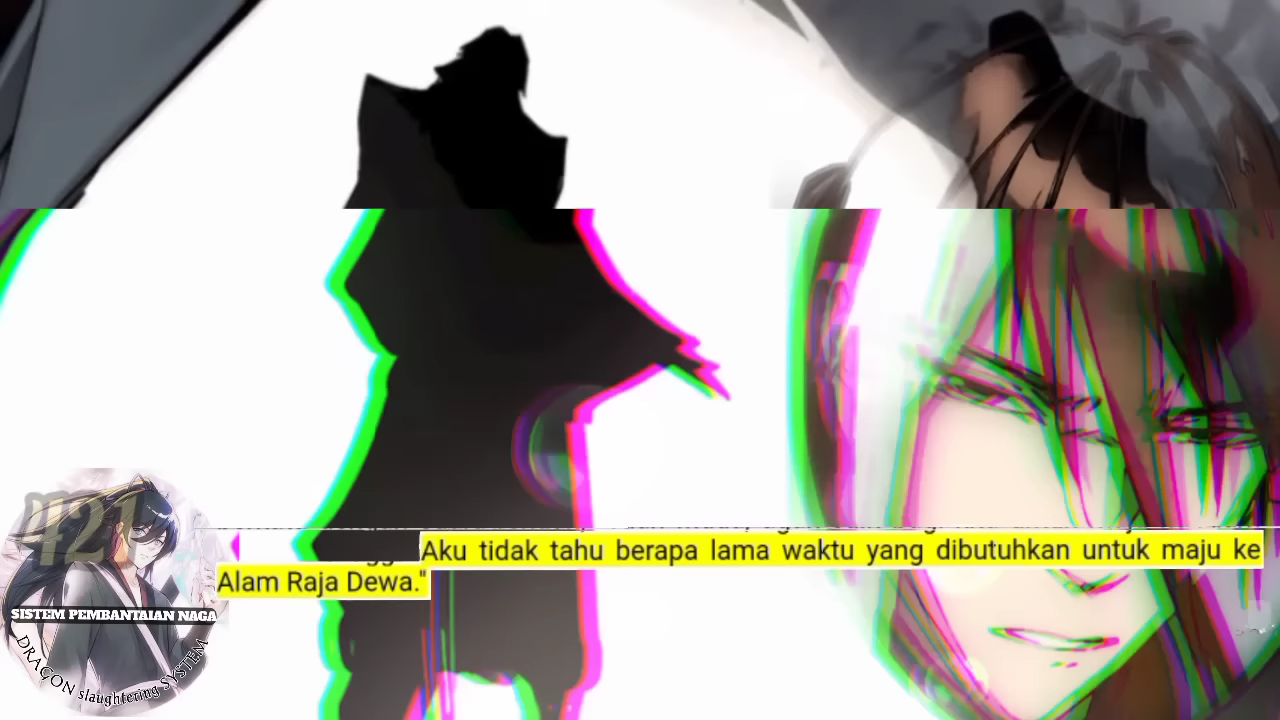 Aku tidak tahu berapa lama waktu yang dibutuhkan untuk maju ke
Alam Raja Dewa."
421
SISTEM PEMBANTAIAN NAGA
DRAGON slaughtering SYSTEM